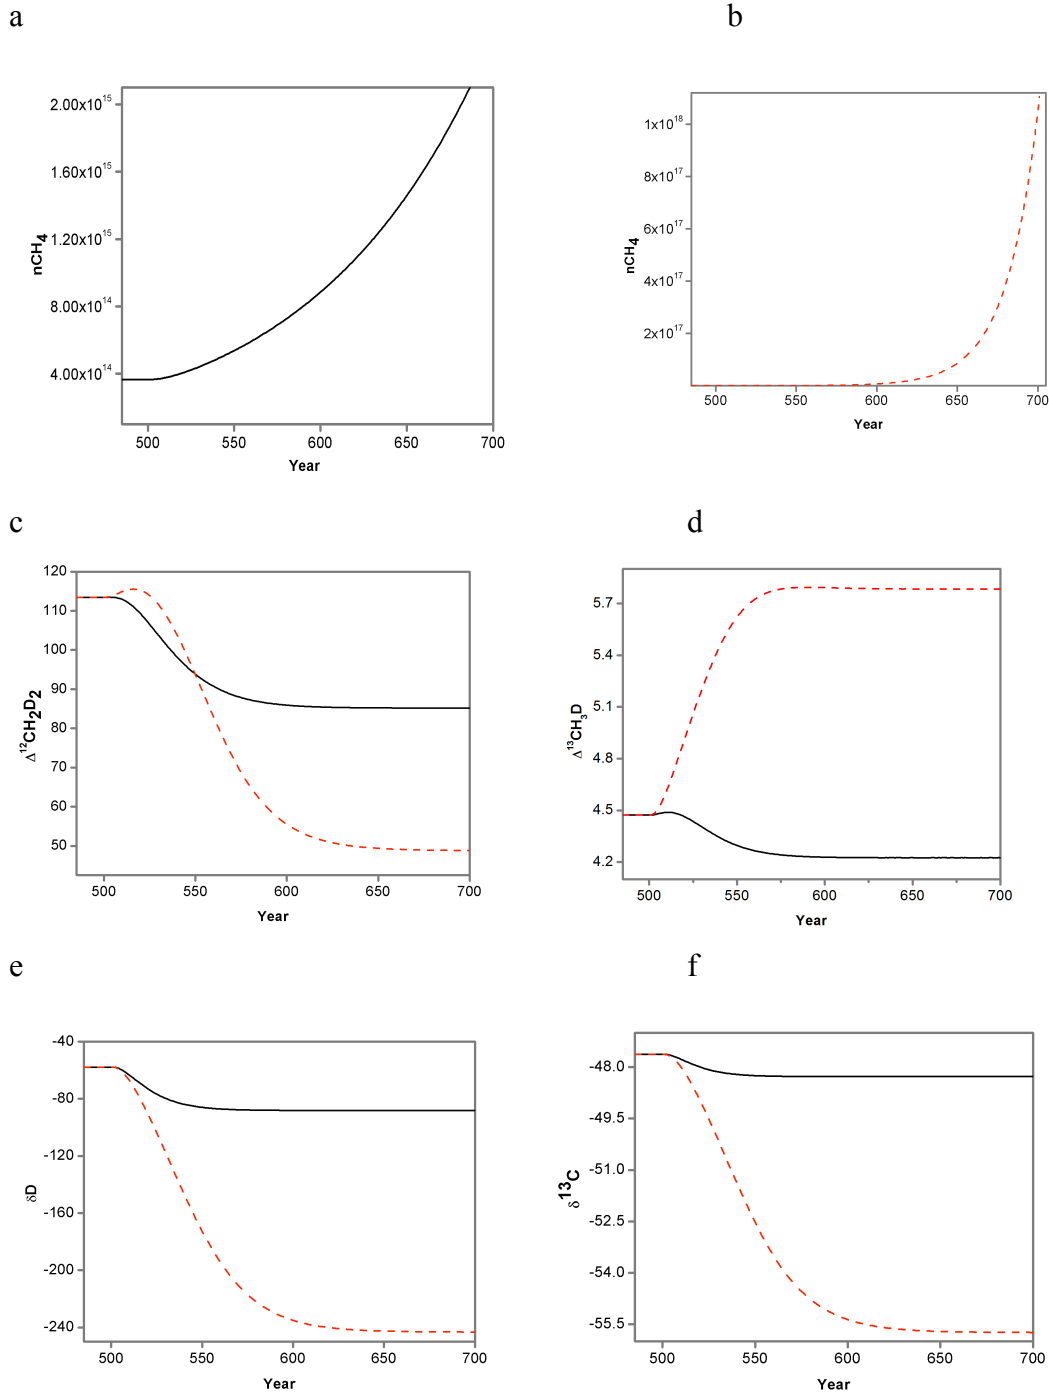 a
b
nCH4
2.00x10^15
1.60x10^15
1.20x10^15
8.00x10^14
4.00x10^14
500 550 600 650 700
Year
nCH4
1x10^18
8x10^17
6x10^17
4x10^17
2x10^17
500 550 600 650 700
Year
c
d
Δ12CH2D2
120
110
100
90
80
70
60
50
500 550 600 650 700
Year
Δ13CH3D
5.7
5.4
5.1
4.8
4.5
4.2
500 550 600 650 700
Year
e
f
δD
-40
-80
-120
-160
-200
-240
500 550 600 650 700
Year
δ13C
-48.0
-49.5
-51.0
-52.5
-54.0
-55.5
500 550 600 650 700
Year